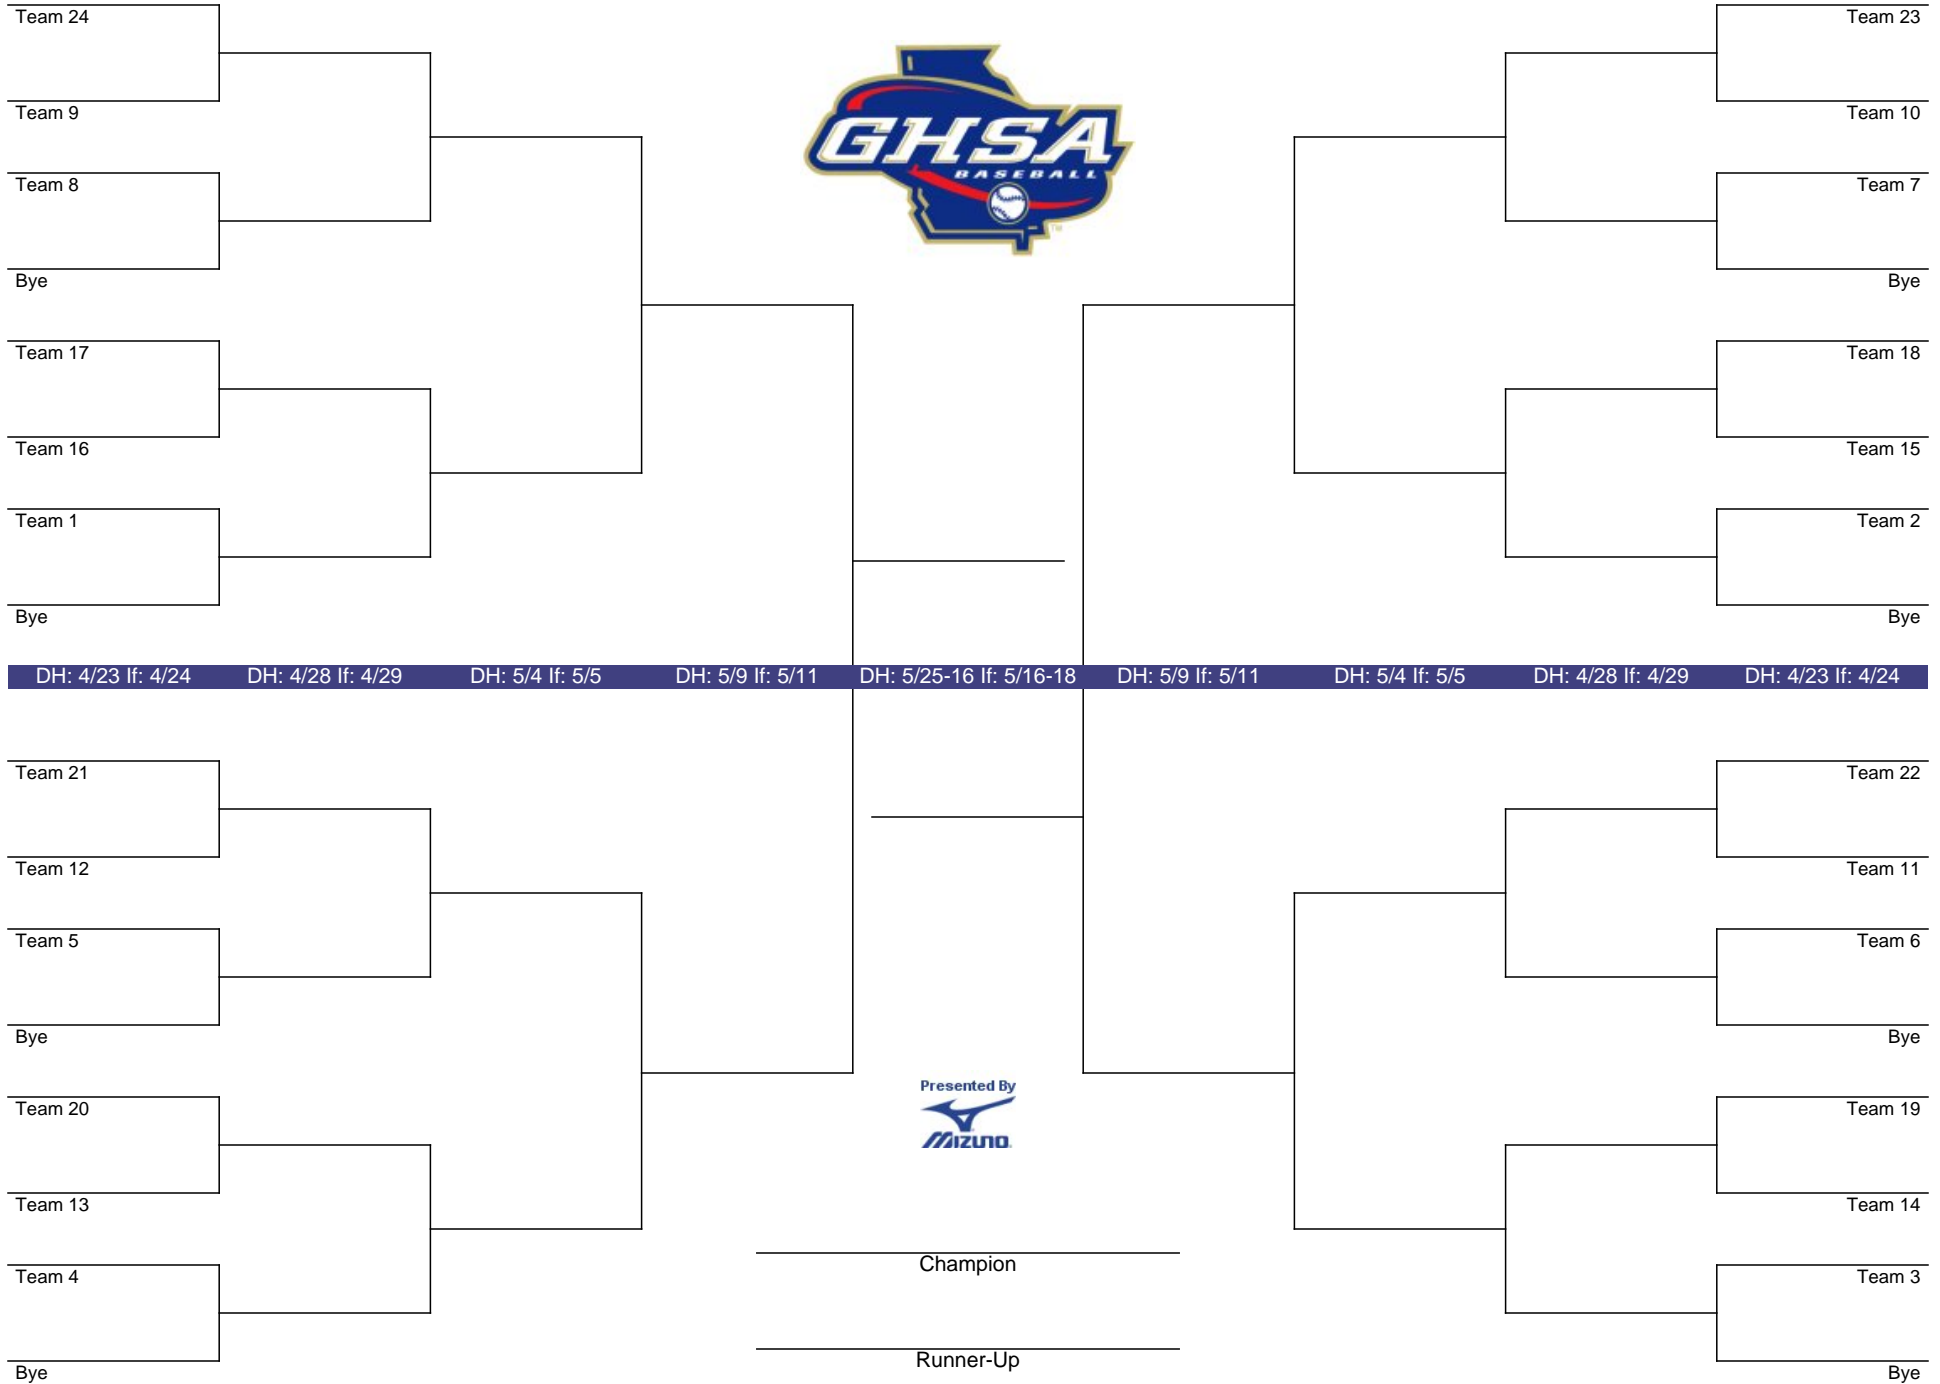 Team 24
Team 23
GHSA
BASEBALL
TM
Team 9
Team 10
Team 8
Team 7
Bye
Bye
Team 17
Team 18
Team 16
Team 15
Team 1
Team 2
Bye
Bye
DH: 4/23 If: 4/24 DH: 4/28 If: 4/29 DH: 5/4 If: 5/5 DH: 5/9 If: 5/11 DH: 5/25-16 If: 5/16-18 DH: 5/9 If: 5/11 DH: 5/4 If: 5/5 DH: 4/28 If: 4/29 DH: 4/23 If: 4/24
Team 21
Team 22
Team 12
Team 11
Team 5
Team 6
Bye
Bye
Presented By
MIZUNO
Team 20
Team 19
Team 13
Team 14
Champion
Team 4
Team 3
Runner-Up
Bye
Bye